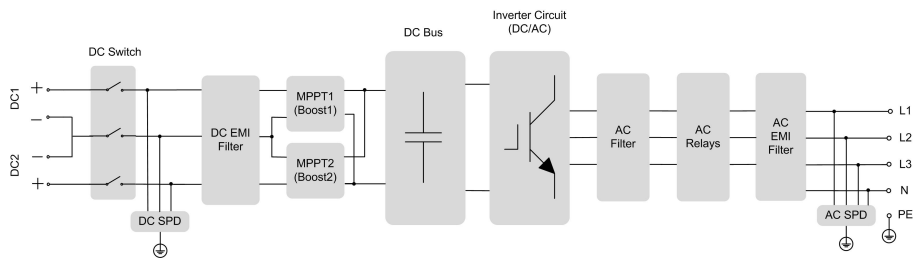 Inverter Circuit
(DC/AC)
DC Bus
DC Switch
DC1
+
−
DC2
−
+
DC EMI
Filter
MPPT1
(Boost1)
MPPT2
(Boost2)
AC
Filter
AC
Relays
AC
EMI
Filter
L1
L2
L3
N
PE
DC SPD
AC SPD